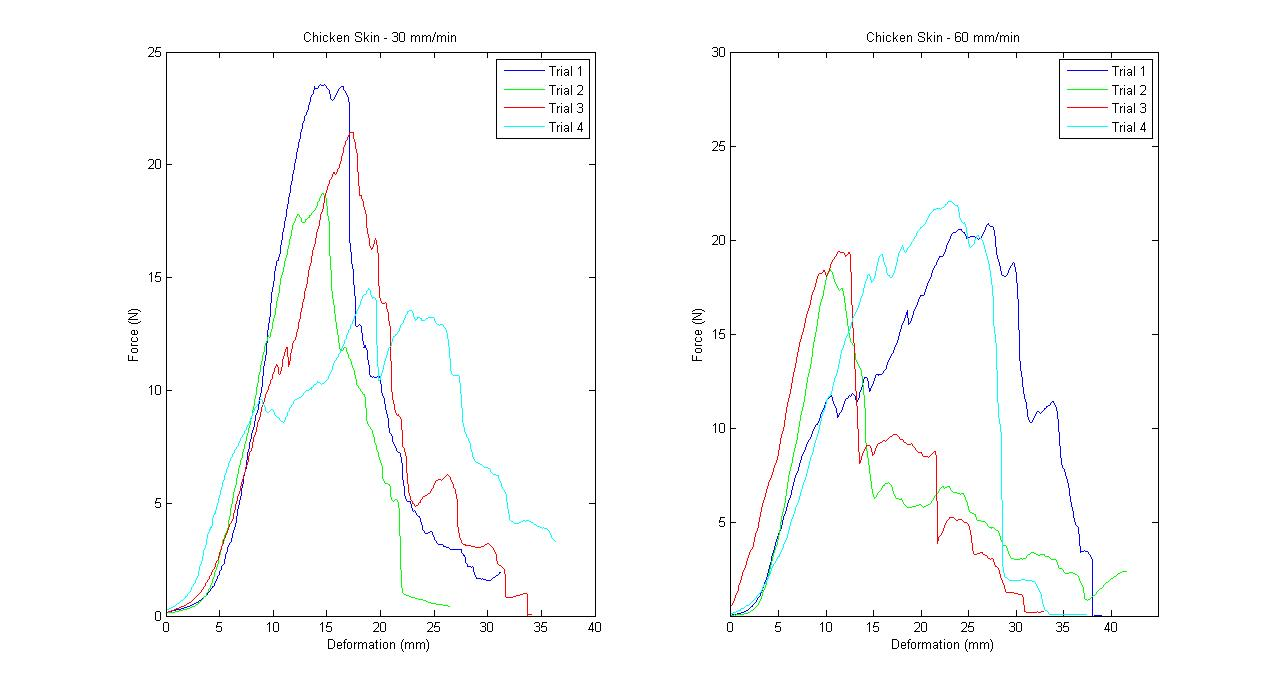 Chicken Skin - 30 mm/min
25
20
15
10
5
0
Force (N)
0 5 10 15 20 25 30 35 40
Deformation (mm)
Trial 1
Trial 2
Trial 3
Trial 4
Chicken Skin - 60 mm/min
30
25
20
15
10
5
Force (N)
0 5 10 15 20 25 30 35 40
Deformation (mm)
Trial 1
Trial 2
Trial 3
Trial 4